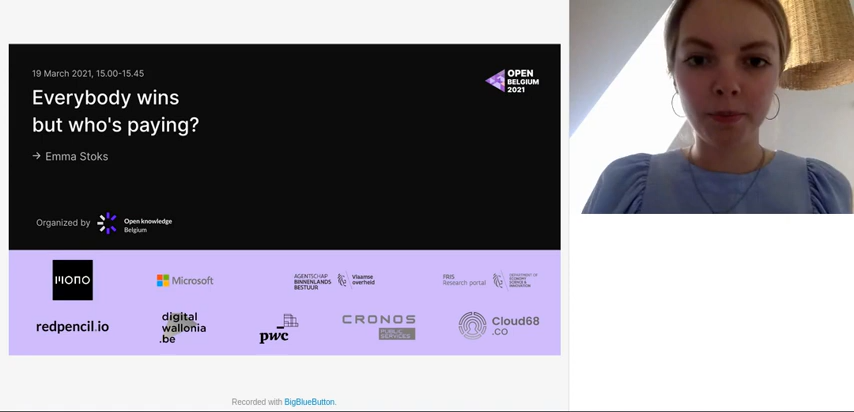 19 March 2021, 15.00-15.45
Everybody wins
but who's paying?
→ Emma Stoks
OPEN
BELGIUM
2021
Organized by
Open knowledge
Belgium
MONO
Microsoft
AGENTSCHAP
BINNENLANDS
BESTUUR
Vlaamse
overheid
FRIS
Research portal
DEPARTMENT OF
ECONOMY
SCIENCE &
INNOVATION
redpencil.io
digital
wallonia
.be
pwc
CRONOS
PUBLIC
SERVICES
Cloud68
.CO
Recorded with BigBlueButton.